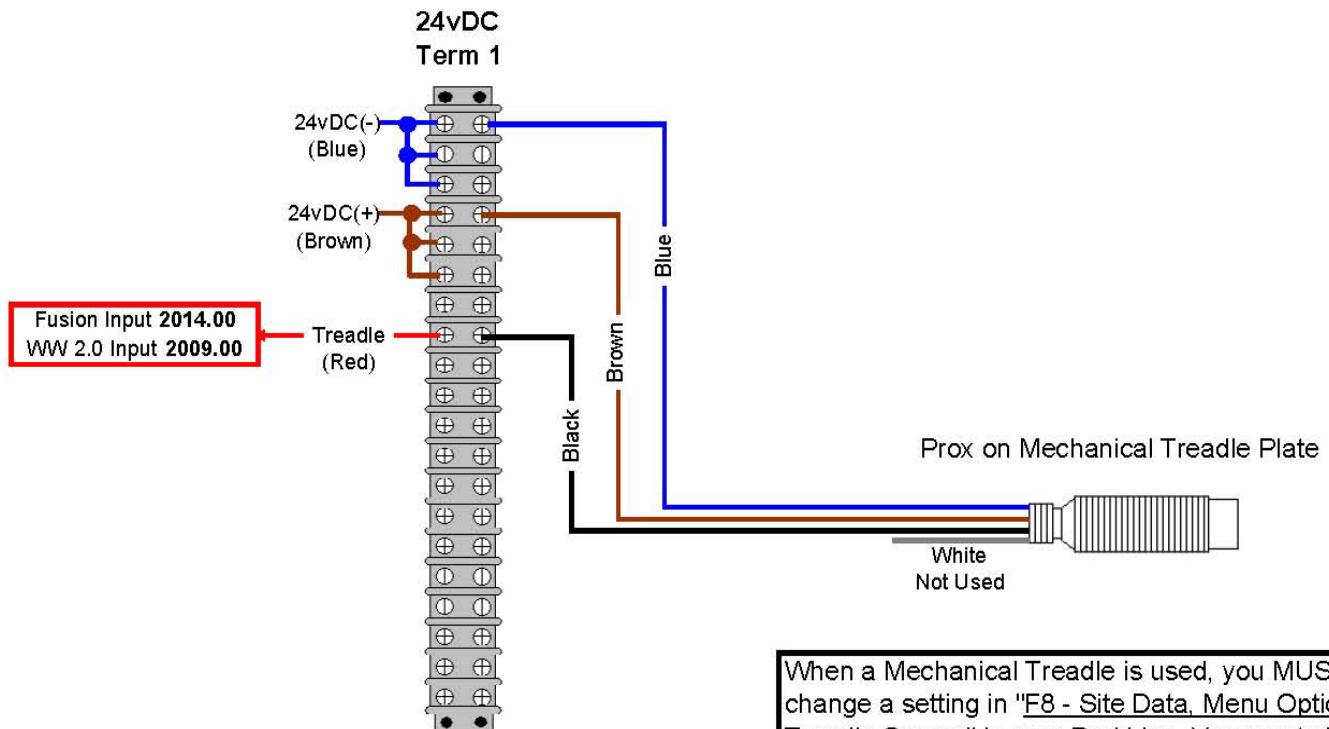 24vDC
Term 1
24vDC(-)
(Blue)
24vDC(+)
(Brown)
Fusion Input 2014.00
WW 2.0 Input 2009.00
Treadle
(Red)
Blue
Brown
Black
Prox on Mechanical Treadle Plate
White
Not Used
When a Mechanical Treadle is used, you MUS
change a setting in "F8 - Site Data, Menu Optio